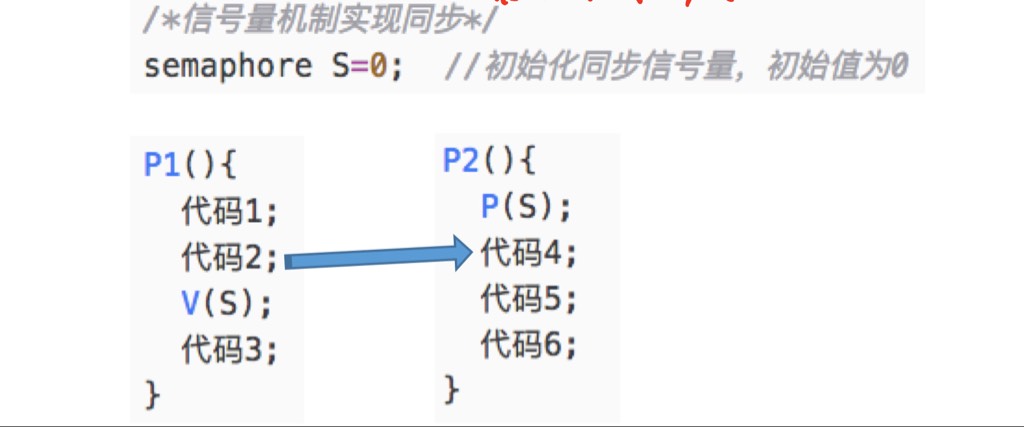 /*信号量机制实现同步*/
semaphore S=0;  //初始化同步信号量，初始值为0
P1(){
代码1;
代码2;
V(S);
代码3;
}
P2(){
P(S);
代码4;
代码5;
代码6;
}